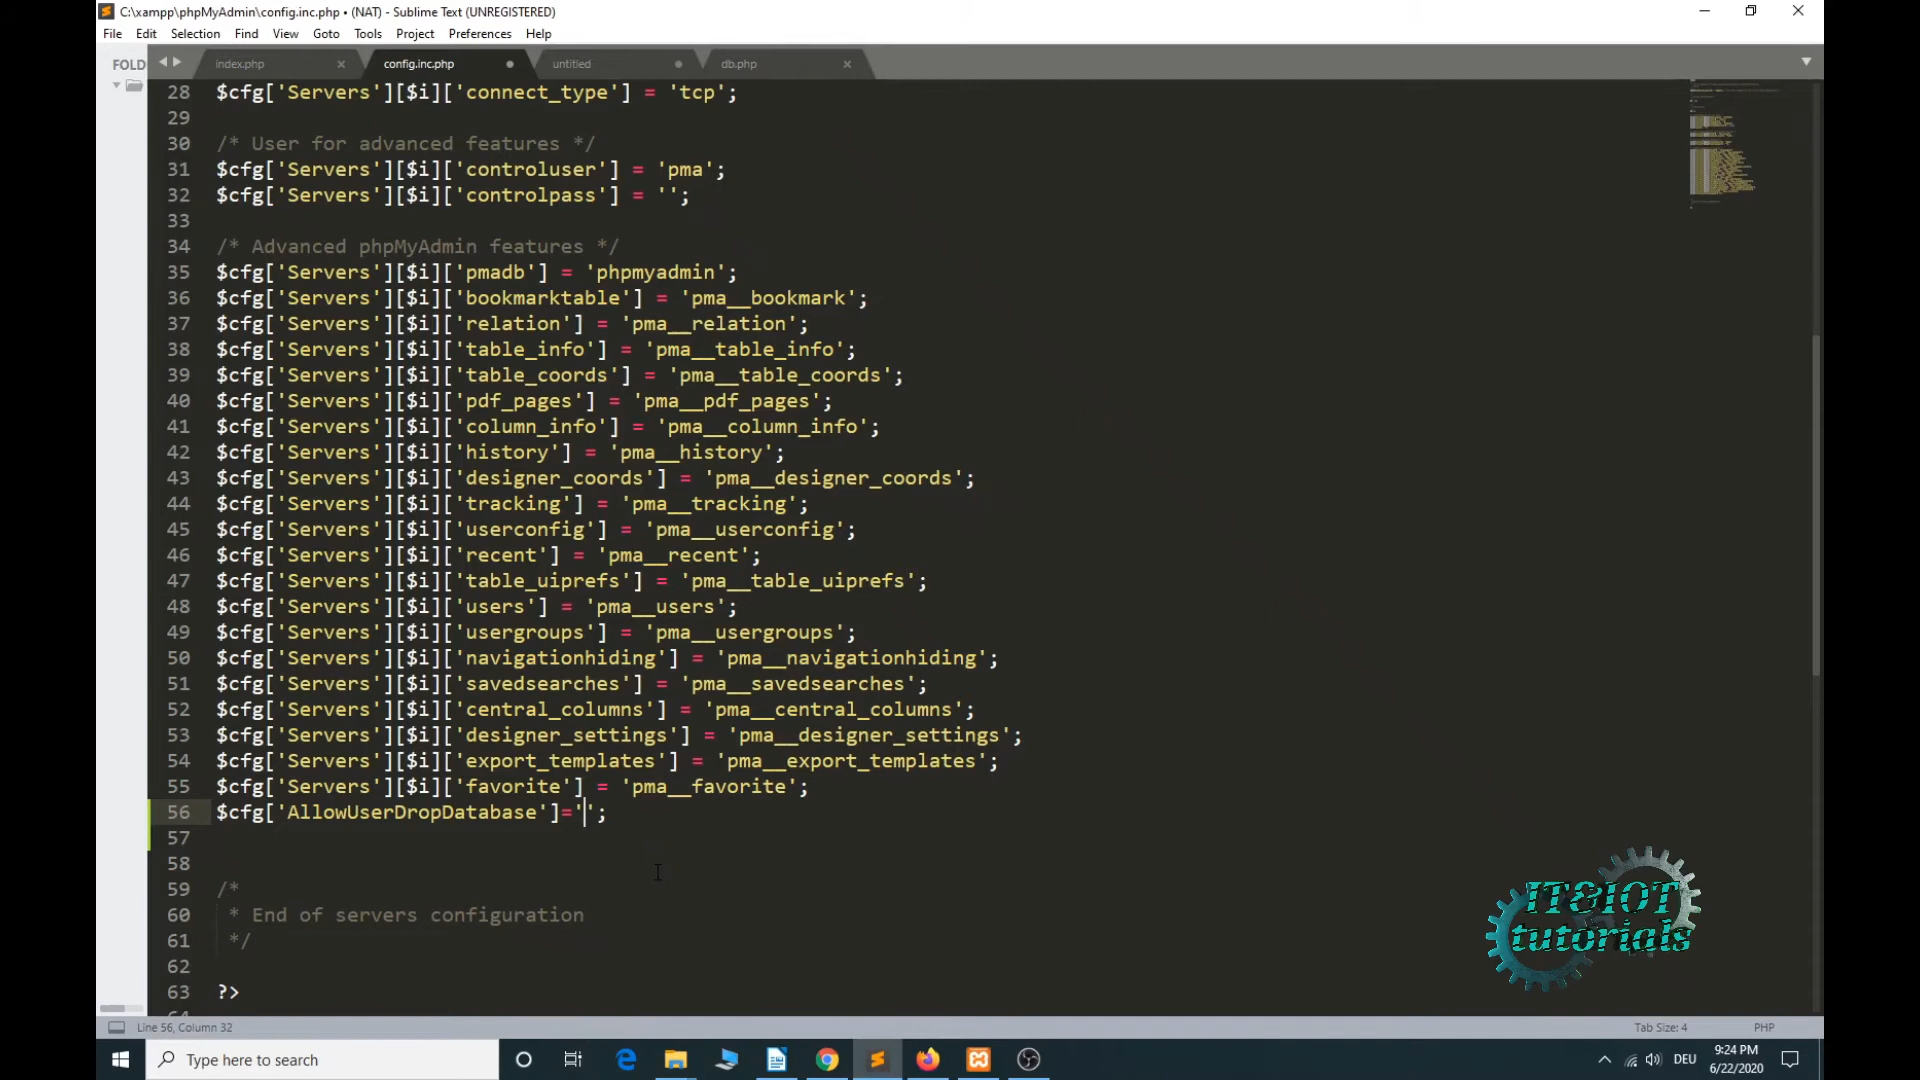 C:\xampp\phpMyAdmin\config.inc.php • (NAT) - Sublime Text (UNREGISTERED)
File Edit Selection Find View Goto Tools Project Preferences Help
FOLD
index.php config.inc.php untitled db.php
28 $cfg['Servers'][$i]['connect_type'] = 'tcp';
29
30 /* User for advanced features */
31 $cfg['Servers'][$i]['controluser'] = 'pma';
32 $cfg['Servers'][$i]['controlpass'] = '';
33
34 /* Advanced phpMyAdmin features */
35 $cfg['Servers'][$i]['pmadb'] = 'phpmyadmin';
36 $cfg['Servers'][$i]['bookmarktable'] = 'pma__bookmark';
37 $cfg['Servers'][$i]['relation'] = 'pma__relation';
38 $cfg['Servers'][$i]['table_info'] = 'pma__table_info';
39 $cfg['Servers'][$i]['table_coords'] = 'pma__table_coords';
40 $cfg['Servers'][$i]['pdf_pages'] = 'pma__pdf_pages';
41 $cfg['Servers'][$i]['column_info'] = 'pma__column_info';
42 $cfg['Servers'][$i]['history'] = 'pma__history';
43 $cfg['Servers'][$i]['designer_coords'] = 'pma__designer_coords';
44 $cfg['Servers'][$i]['tracking'] = 'pma__tracking';
45 $cfg['Servers'][$i]['userconfig'] = 'pma__userconfig';
46 $cfg['Servers'][$i]['recent'] = 'pma__recent';
47 $cfg['Servers'][$i]['table_uiprefs'] = 'pma__table_uiprefs';
48 $cfg['Servers'][$i]['users'] = 'pma__users';
49 $cfg['Servers'][$i]['usergroups'] = 'pma__usergroups';
50 $cfg['Servers'][$i]['navigationhiding'] = 'pma__navigationhiding';
51 $cfg['Servers'][$i]['savedsearches'] = 'pma__savedsearches';
52 $cfg['Servers'][$i]['central_columns'] = 'pma__central_columns';
53 $cfg['Servers'][$i]['designer_settings'] = 'pma__designer_settings';
54 $cfg['Servers'][$i]['export_templates'] = 'pma__export_templates';
55 $cfg['Servers'][$i]['favorite'] = 'pma__favorite';
56 $cfg['AllowUserDropDatabase']='';
57
58
59 /*
60 * End of servers configuration
61 */
62
63 ?>
IT&IOT
tutorials
Line 56, Column 32
Tab Size: 4 PHP
Type here to search
DEU
9:24 PM
6/22/2020